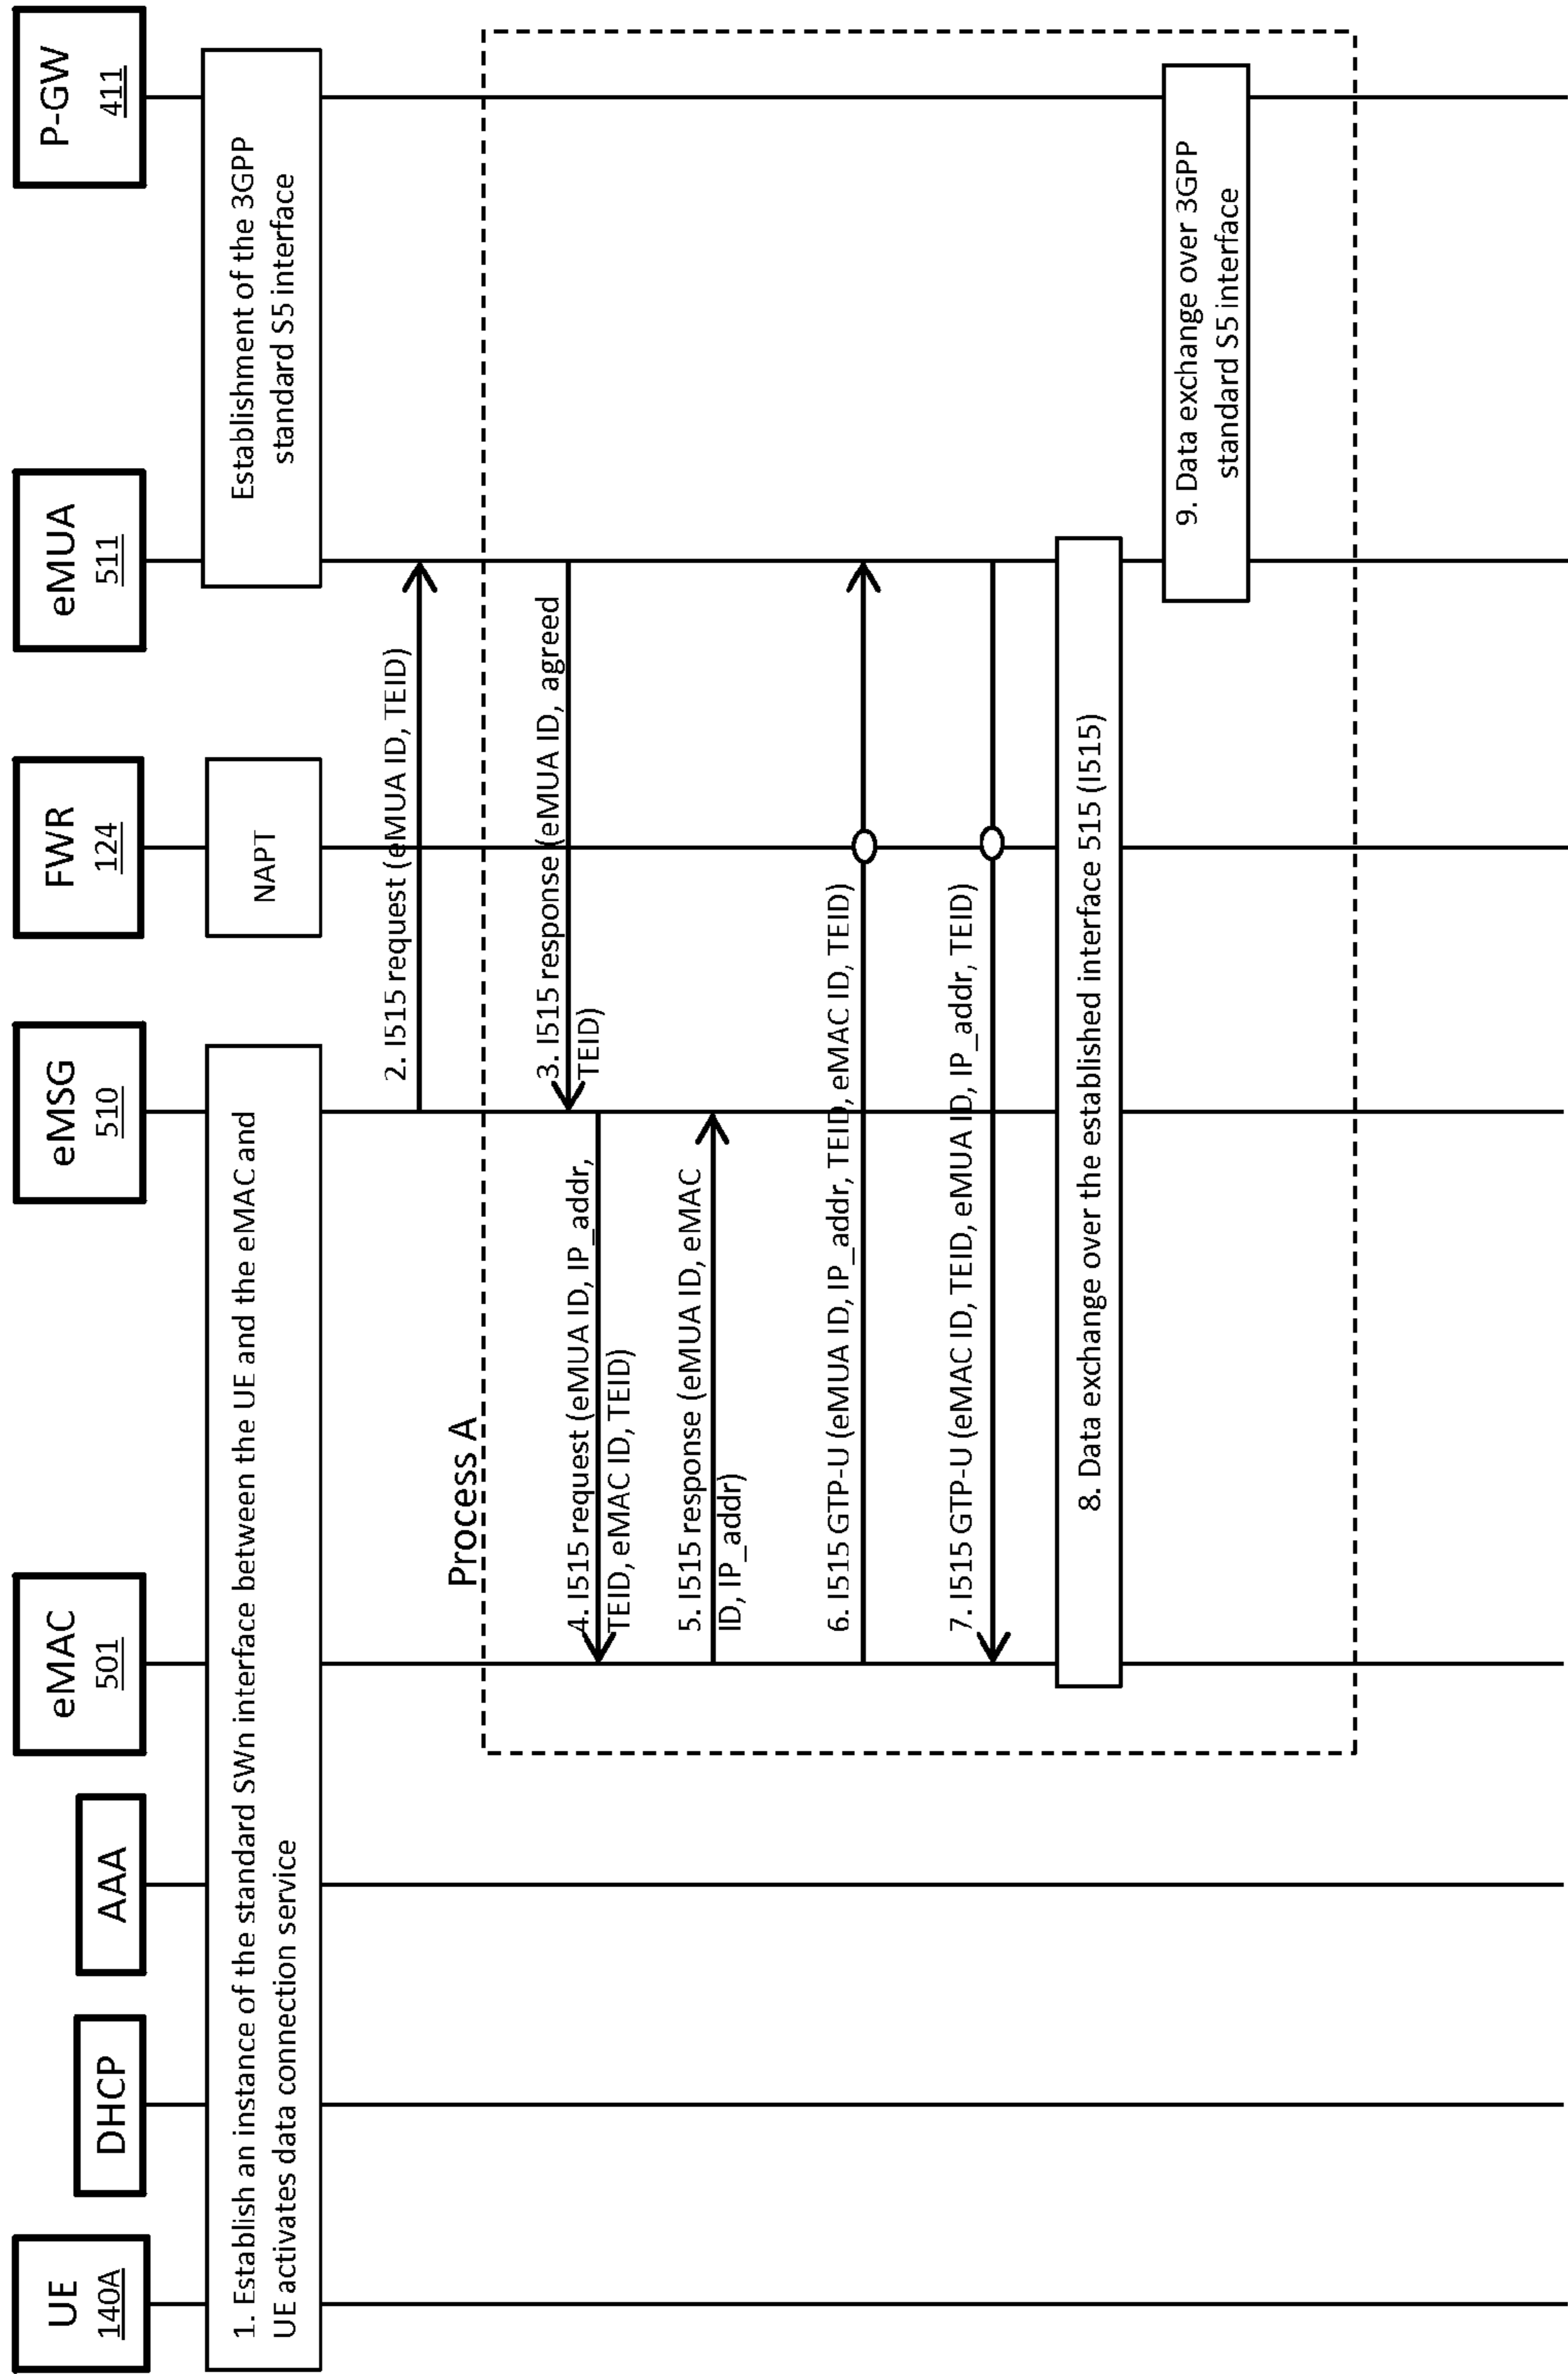 UE
140A
DHCP
AAA
eMAC
501
eMSG
510
FWR
124
eMUA
511
P-GW
411
1. Establish an instance of the standard SWn interface between the UE and the eMAC and
UE activates data connection service
NAPT
Establishment of the 3GPP
standard S5 interface
2. I515 request (eMUA ID, TEID)
Process A
3. I515 response (eMUA ID, agreed
TEID)
4. I515 request (eMUA ID, IP_addr,
TEID, eMAC ID, TEID)
5. I515 response (eMUA ID, eMAC
ID, IP_addr)
6. I515 GTP-U (eMUA ID, IP_addr, TEID, eMAC ID, TEID)
7. I515 GTP-U (eMAC ID, TEID, eMUA ID, IP_addr, TEID)
8. Data exchange over the established interface 515 (I515)
9. Data exchange over 3GPP
standard S5 interface